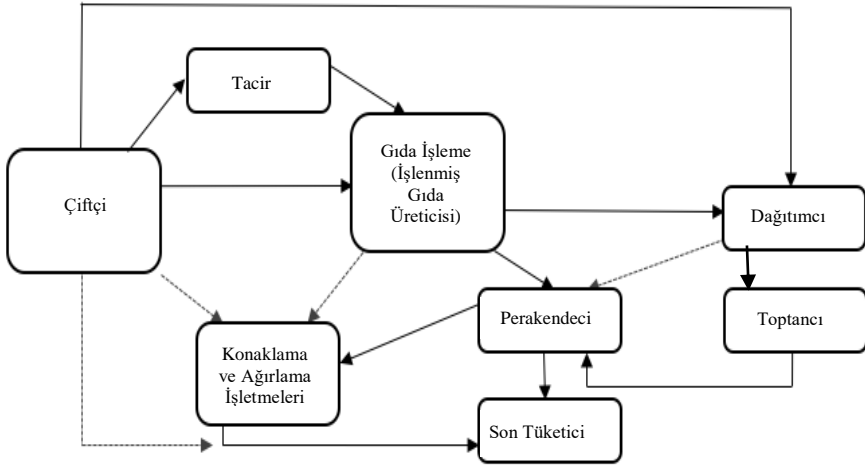 Tacir
Gıda İşleme
(İşlenmiş
Gıda
Üreticisi)
Çiftçi
Dağıtımcı
Perakendeci
Toptancı
Konaklama
ve Ağırlama
İşletmeleri
Son Tüketici